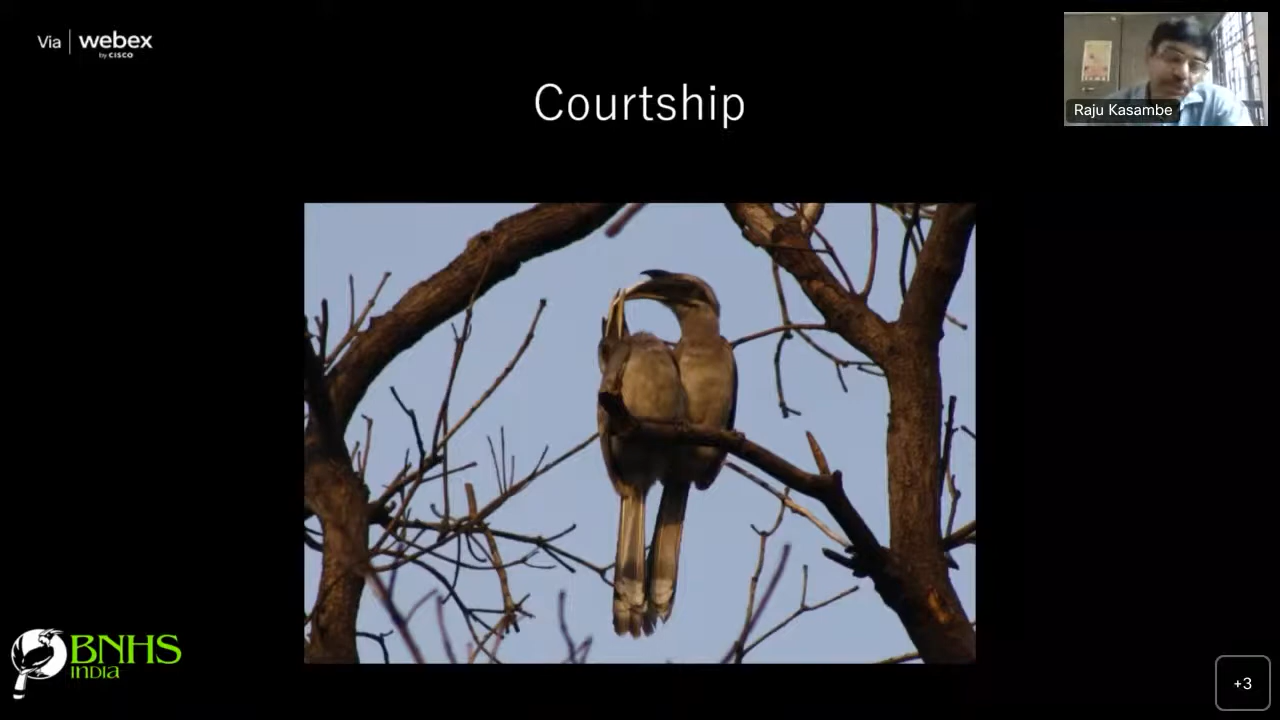 Via | webex
by CISCO
Raju Kasambe
Courtship
BNHS
INDIA
+3